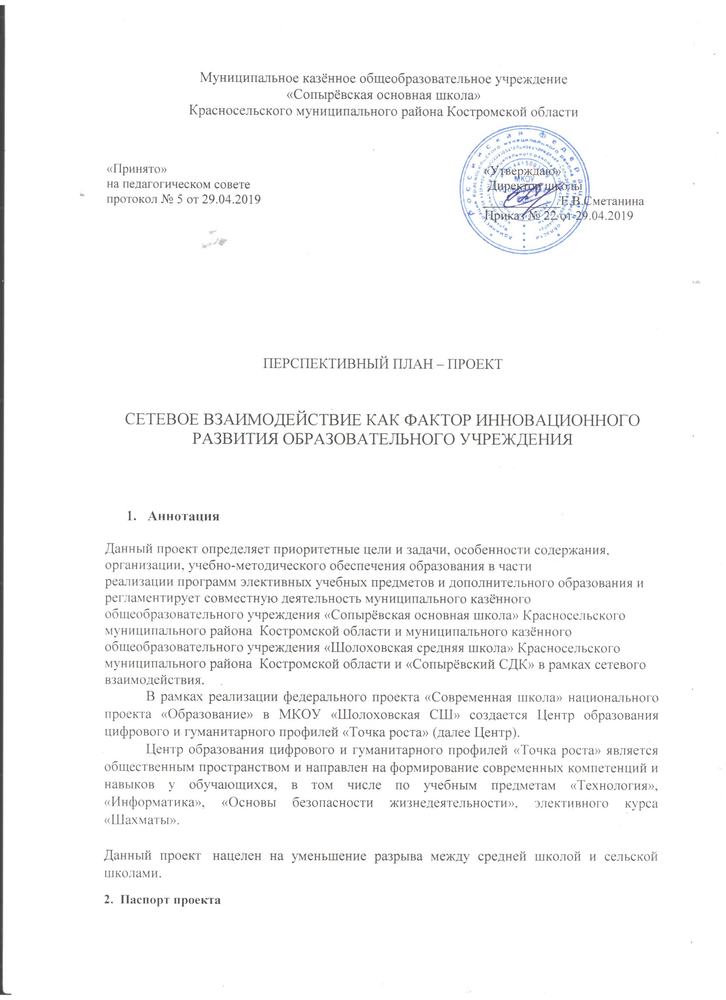 Муниципальное казённое общеобразовательное учреждение
«Сопырёвская основная школа»
Красносельского муниципального района Костромской области
«Принято»
на педагогическом совете
протокол № 5 от 29.04.2019
«Утверждаю»
Директор школы
Е.В.Сметанина
Приказ № 22 от 29.04.2019
Российская Федерация
МКОУ
ПЕРСПЕКТИВНЫЙ ПЛАН – ПРОЕКТ
СЕТЕВОЕ ВЗАИМОДЕЙСТВИЕ КАК ФАКТОР ИННОВАЦИОННОГО
РАЗВИТИЯ ОБРАЗОВАТЕЛЬНОГО УЧРЕЖДЕНИЯ
1. Аннотация
Данный проект определяет приоритетные цели и задачи, особенности содержания,
организации, учебно-методического обеспечения образования в части
реализации программ элективных учебных предметов и дополнительного образования и
регламентирует совместную деятельность муниципального казённого
общеобразовательного учреждения «Сопырёвская основная школа» Красносельского
муниципального района Костромской области и муниципального казённого
общеобразовательного учреждения «Шолоховская средняя школа» Красносельского
муниципального района Костромской области и «Сопырёвский СДК» в рамках сетевого
взаимодействия.
В рамках реализации федерального проекта «Современная школа» национального
проекта «Образование» в МКОУ «Шолоховская СШ» создается Центр образования
цифрового и гуманитарного профилей «Точка роста» (далее Центр).
Центр образования цифрового и гуманитарного профилей «Точка роста» является
общественным пространством и направлен на формирование современных компетенций и
навыков у обучающихся, в том числе по учебным предметам «Технология»,
«Информатика», «Основы безопасности жизнедеятельности», элективного курса
«Шахматы».
Данный проект нацелен на уменьшение разрыва между средней школой и сельской
школами.
2. Паспорт проекта